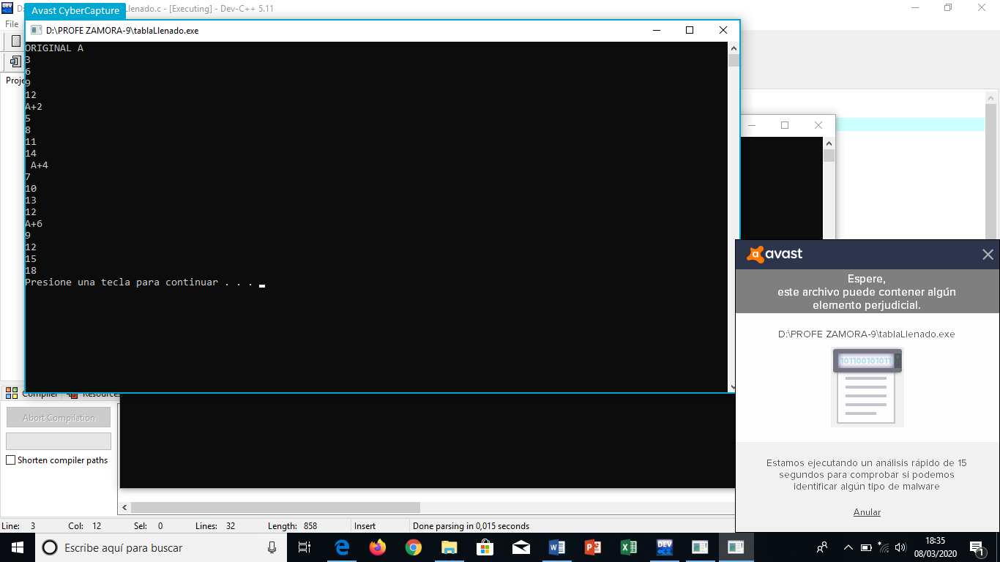 Avast CyberCapture
Llenado.c - [Executing] - Dev-C++ 5.11
File
D:\PROFE ZAMORA-9\tablaLlenado.exe
ORIGINAL A
3
6
9
12
A+2
5
8
11
14
A+4
7
10
13
12
A+6
9
12
15
18
Presione una tecla para continuar . . .
Proje
Compiler
Resources
Abort Compilation
Shorten compiler paths
avast
Espere,
este archivo puede contener algún
elemento perjudicial.
D:\PROFE ZAMORA-9\tablaLlenado.exe
101100101011
Estamos ejecutando un análisis rápido de 15
segundos para comprobar si podemos
identificar algún tipo de malware
Anular
Line: 3 Col: 12 Sel: 0 Lines: 32 Length: 858 Insert Done parsing in 0,015 seconds
Escribe aquí para buscar
DEV
18:35
08/03/2020
1